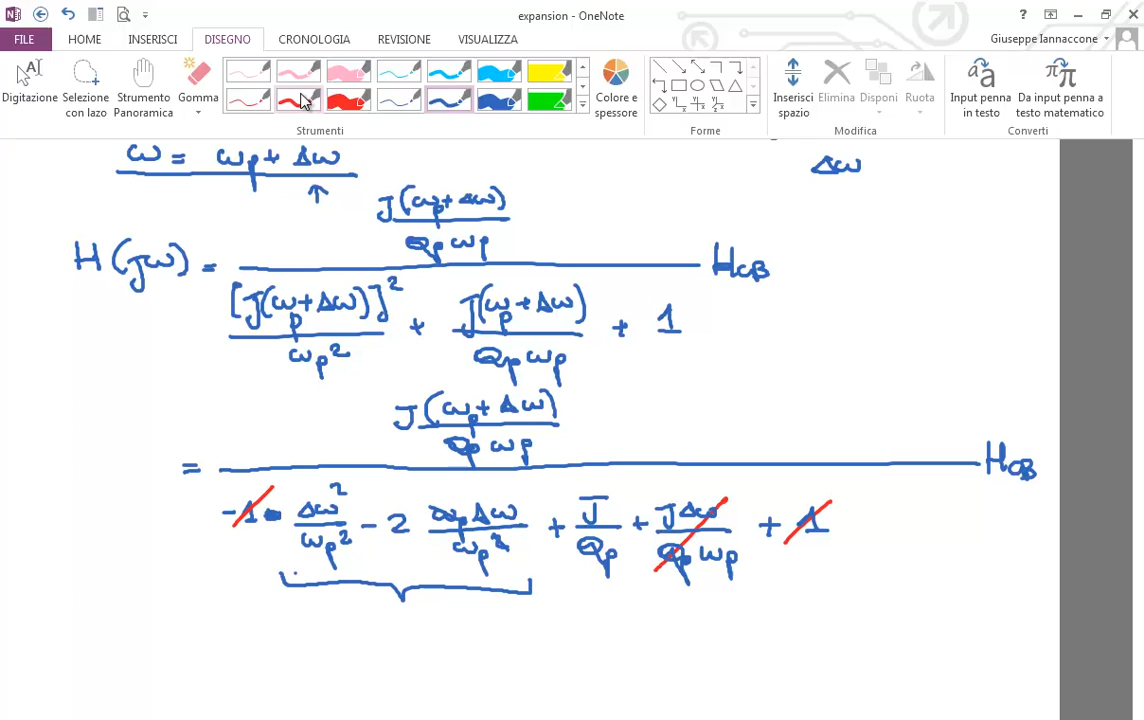 expansion - OneNote
FILE HOME INSERISCI DISEGNO CRONOLOGIA REVISIONE VISUALIZZA Giuseppe Iannaccone
Digitazione Selezione con lazo Strumento Panoramica Gomma Colore e spessore Inserisci spazio Elimina Disponi Ruota Input penna in testo Da input penna a testo matematico
Strumenti Forme Modifica Converti
ω = ωp + Δω
Δω
↑
J(ωp + Δω)
Qp ωp
H(Jω) = HCB
[J(ωp + Δω)]² + J(ωp + Δω) + 1
ωp² Qp ωp
J(ωp + Δω)
Qp ωp
= HCB
-1 - Δω² - 2 ωp Δω + J + JΔω + 1
ωp² ωp² Qp Qp ωp